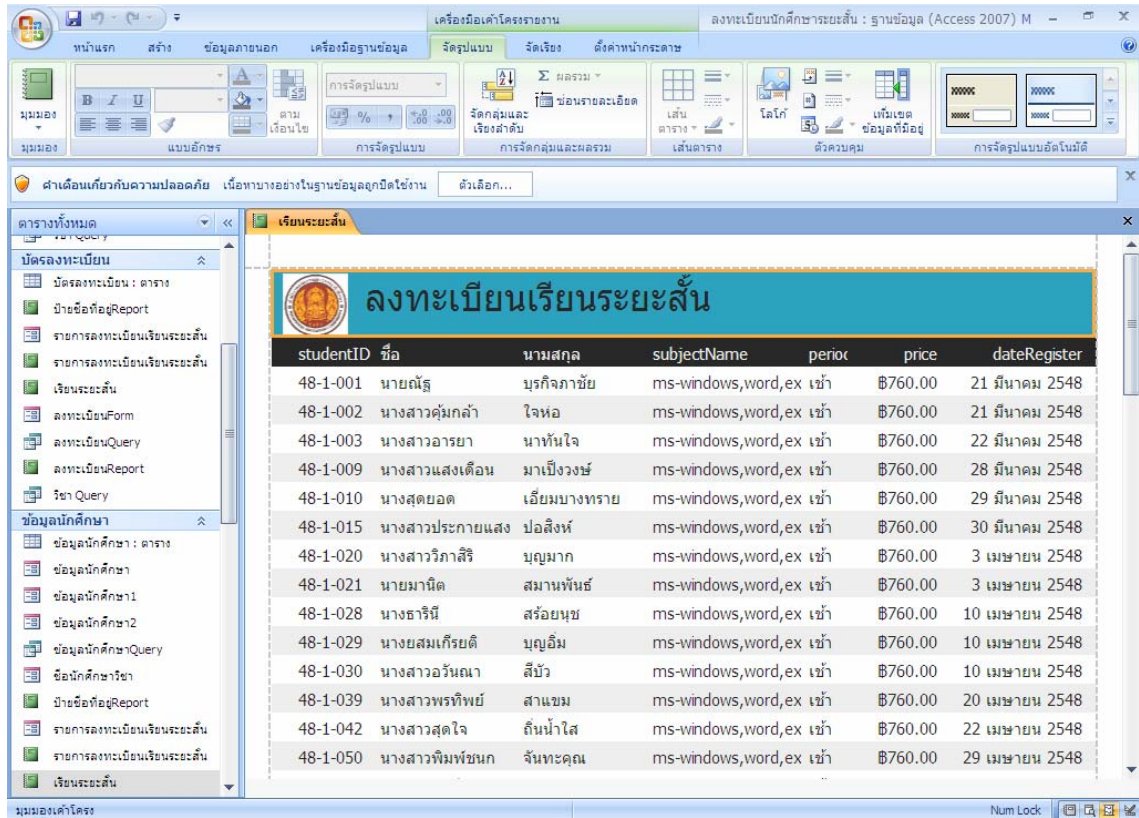 เครื่องมือเค้าโครงรายงาน
ลงทะเบียนนักศึกษาระยะสั้น : ฐานข้อมูล (Access 2007) M
หน้าแรก สร้าง ข้อมูลภายนอก เครื่องมือฐานข้อมูล จัดรูปแบบ จัดเรียง ตั้งค่าหน้ากระดาษ
มุมมอง
B I U
ตามเงื่อนไข
การจัดรูปแบบ
จัดกลุ่มและเรียงลำดับ
Σ ผลรวม
ซ่อนรายละเอียด
เส้นตาราง
โลโก้
เพิ่มเขตข้อมูลที่มีอยู่
มุมมอง แบบอักษร การจัดรูปแบบ การจัดกลุ่มและผลรวม เส้นตาราง ตัวควบคุม การจัดรูปแบบอัตโนมัติ
คำเตือนเกี่ยวกับความปลอดภัย เนื้อหาบางอย่างในฐานข้อมูลถูกปิดใช้งาน ตัวเลือก...
ตารางทั้งหมด
วิชา Query
บัตรลงทะเบียน
บัตรลงทะเบียน : ตาราง
ป้ายชื่อที่อยู่Report
รายการลงทะเบียนเรียนระยะสั้น
รายการลงทะเบียนเรียนระยะสั้น
เรียนระยะสั้น
ลงทะเบียนForm
ลงทะเบียนQuery
ลงทะเบียนReport
วิชา Query
ข้อมูลนักศึกษา
ข้อมูลนักศึกษา : ตาราง
ข้อมูลนักศึกษา
ข้อมูลนักศึกษา1
ข้อมูลนักศึกษา2
ข้อมูลนักศึกษาQuery
ชื่อนักศึกษาวิชา
ป้ายชื่อที่อยู่Report
รายการลงทะเบียนเรียนระยะสั้น
รายการลงทะเบียนเรียนระยะสั้น
เรียนระยะสั้น
เรียนระยะสั้น
ลงทะเบียนเรียนระยะสั้น
studentID ชื่อ นามสกุล subjectName perioc price dateRegister
48-1-001 นายณัฐ บุรกิจภาชัย ms-windows,word,ex เช้า ฿760.00 21 มีนาคม 2548
48-1-002 นางสาวคุ้มกล้า ใจห่อ ms-windows,word,ex เช้า ฿760.00 21 มีนาคม 2548
48-1-003 นางสาวอารยา นาทันใจ ms-windows,word,ex เช้า ฿760.00 22 มีนาคม 2548
48-1-009 นางสาวแสงเดือน มาเป็งวงษ์ ms-windows,word,ex เช้า ฿760.00 28 มีนาคม 2548
48-1-010 นางสุดยอด เอี่ยมบางทราย ms-windows,word,ex เช้า ฿760.00 29 มีนาคม 2548
48-1-015 นางสาวประกายแสง ปอสิงห์ ms-windows,word,ex เช้า ฿760.00 30 มีนาคม 2548
48-1-020 นางสาววิภาสิริ บุญมาก ms-windows,word,ex เช้า ฿760.00 3 เมษายน 2548
48-1-021 นายมานิต สมานพันธ์ ms-windows,word,ex เช้า ฿760.00 3 เมษายน 2548
48-1-028 นางธารินี สร้อยนุช ms-windows,word,ex เช้า ฿760.00 10 เมษายน 2548
48-1-029 นางยสมเกียรติ บุญอิ่ม ms-windows,word,ex เช้า ฿760.00 10 เมษายน 2548
48-1-030 นางสาวอวันณา สีบัว ms-windows,word,ex เช้า ฿760.00 10 เมษายน 2548
48-1-039 นางสาวพรทิพย์ สาแขม ms-windows,word,ex เช้า ฿760.00 20 เมษายน 2548
48-1-042 นางสาวสุดใจ ถิ่นน้ำใส ms-windows,word,ex เช้า ฿760.00 22 เมษายน 2548
48-1-050 นางสาวพิมพ์ชนก จันทะคุณ ms-windows,word,ex เช้า ฿760.00 29 เมษายน 2548
มุมมองเค้าโครง
Num Lock